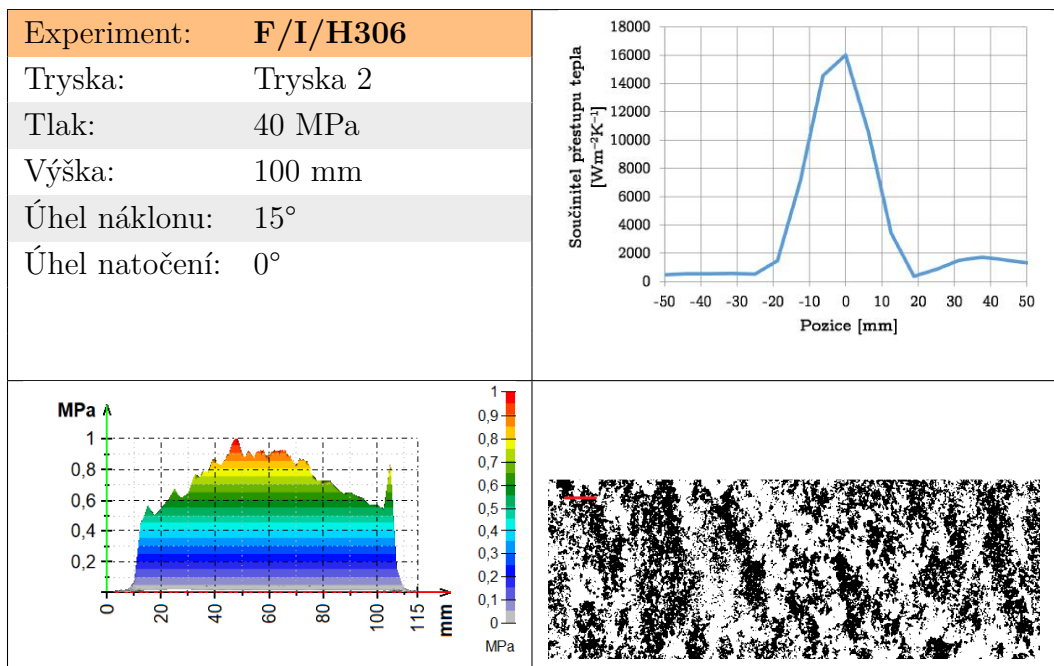 Experiment: F/I/H306
Tryska: Tryska 2
Tlak: 40 MPa
Výška: 100 mm
Úhel náklonu: 15°
Úhel natočení: 0°
Součinitel přestupu tepla
[Wm⁻²K⁻¹]
18000
16000
14000
12000
10000
8000
6000
4000
2000
0
-50 -40 -30 -20 -10 0 10 20 30 40 50
Pozice [mm]
MPa
1
0,8
0,6
0,4
0,2
0 20 40 60 80 100 115 mm
1
0,9
0,8
0,7
0,6
0,5
0,4
0,3
0,2
0,1
0
MPa